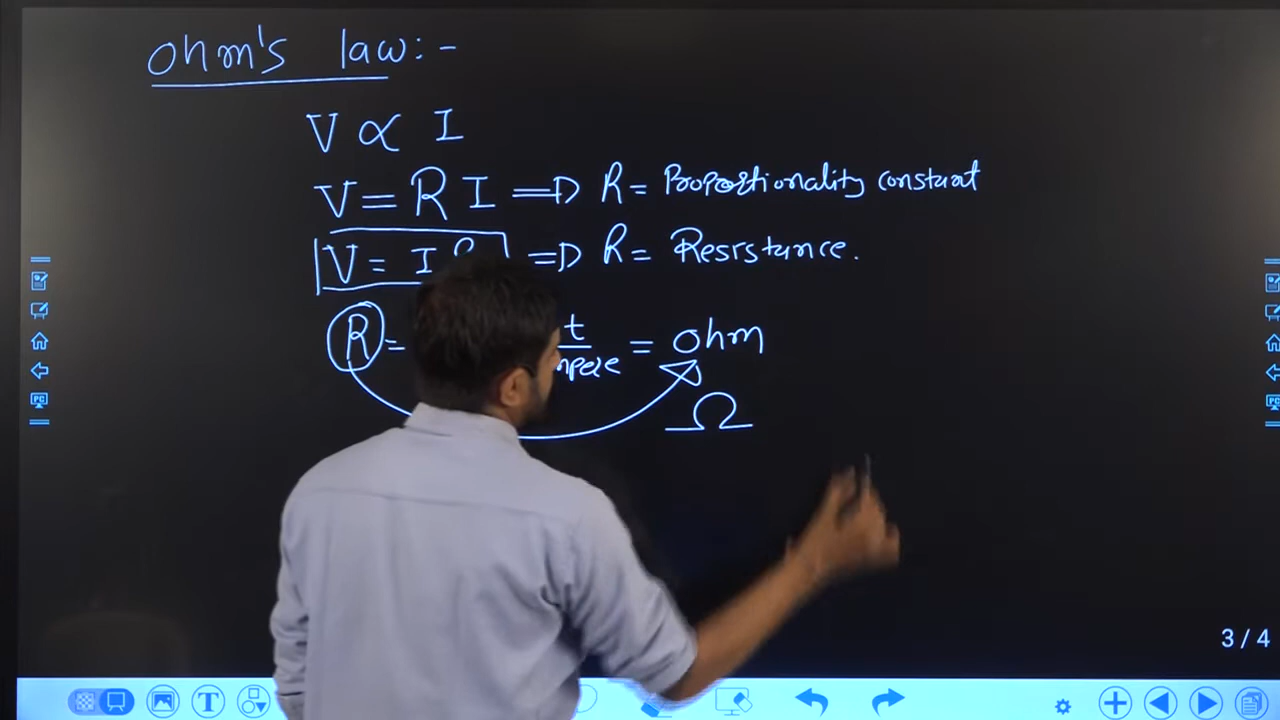 ohm's law:-
V ∝ I
V = R I ⇒ R = Proportionality constant
V = I ⇒ R = Resistance.
R = = ohm
Ω
3 / 4